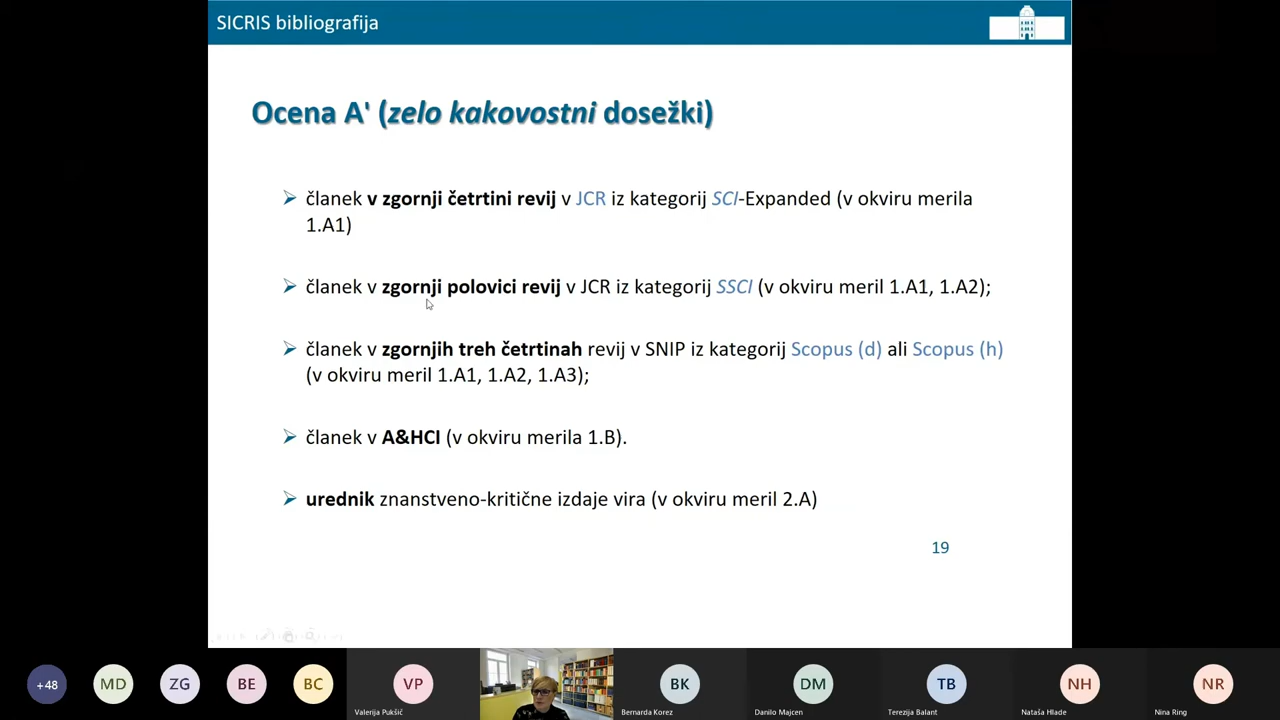 SICRIS bibliografija
Ocena A' (zelo kakovostni dosežki)
članek v zgornji četrtini revij v JCR iz kategorij SCI-Expanded (v okviru merila
1.A1)
članek v zgornji polovici revij v JCR iz kategorij SSCI (v okviru meril 1.A1, 1.A2);
članek v zgornjih treh četrtinah revij v SNIP iz kategorij Scopus (d) ali Scopus (h)
(v okviru meril 1.A1, 1.A2, 1.A3);
članek v A&HCI (v okviru merila 1.B).
urednik znanstveno-kritične izdaje vira (v okviru meril 2.A)
19
+48 MD ZG BE BC VP BK DM TB NH NR
Valerija Pukšič Bernarda Korez Danilo Majcen Terezija Balant Nataša Hlade Nina Ring